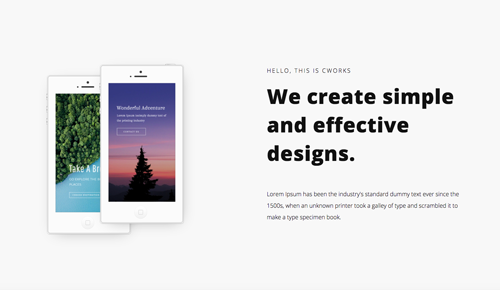 HELLO, THIS IS CWORKS
We create simple
and effective
designs.
Lorem Ipsum has been the industry's standard dummy text ever since the
1500s, when an unknown printer took a galley of type and scrambled it to
make a type specimen book.
Wonderful Adventure
Take A Br